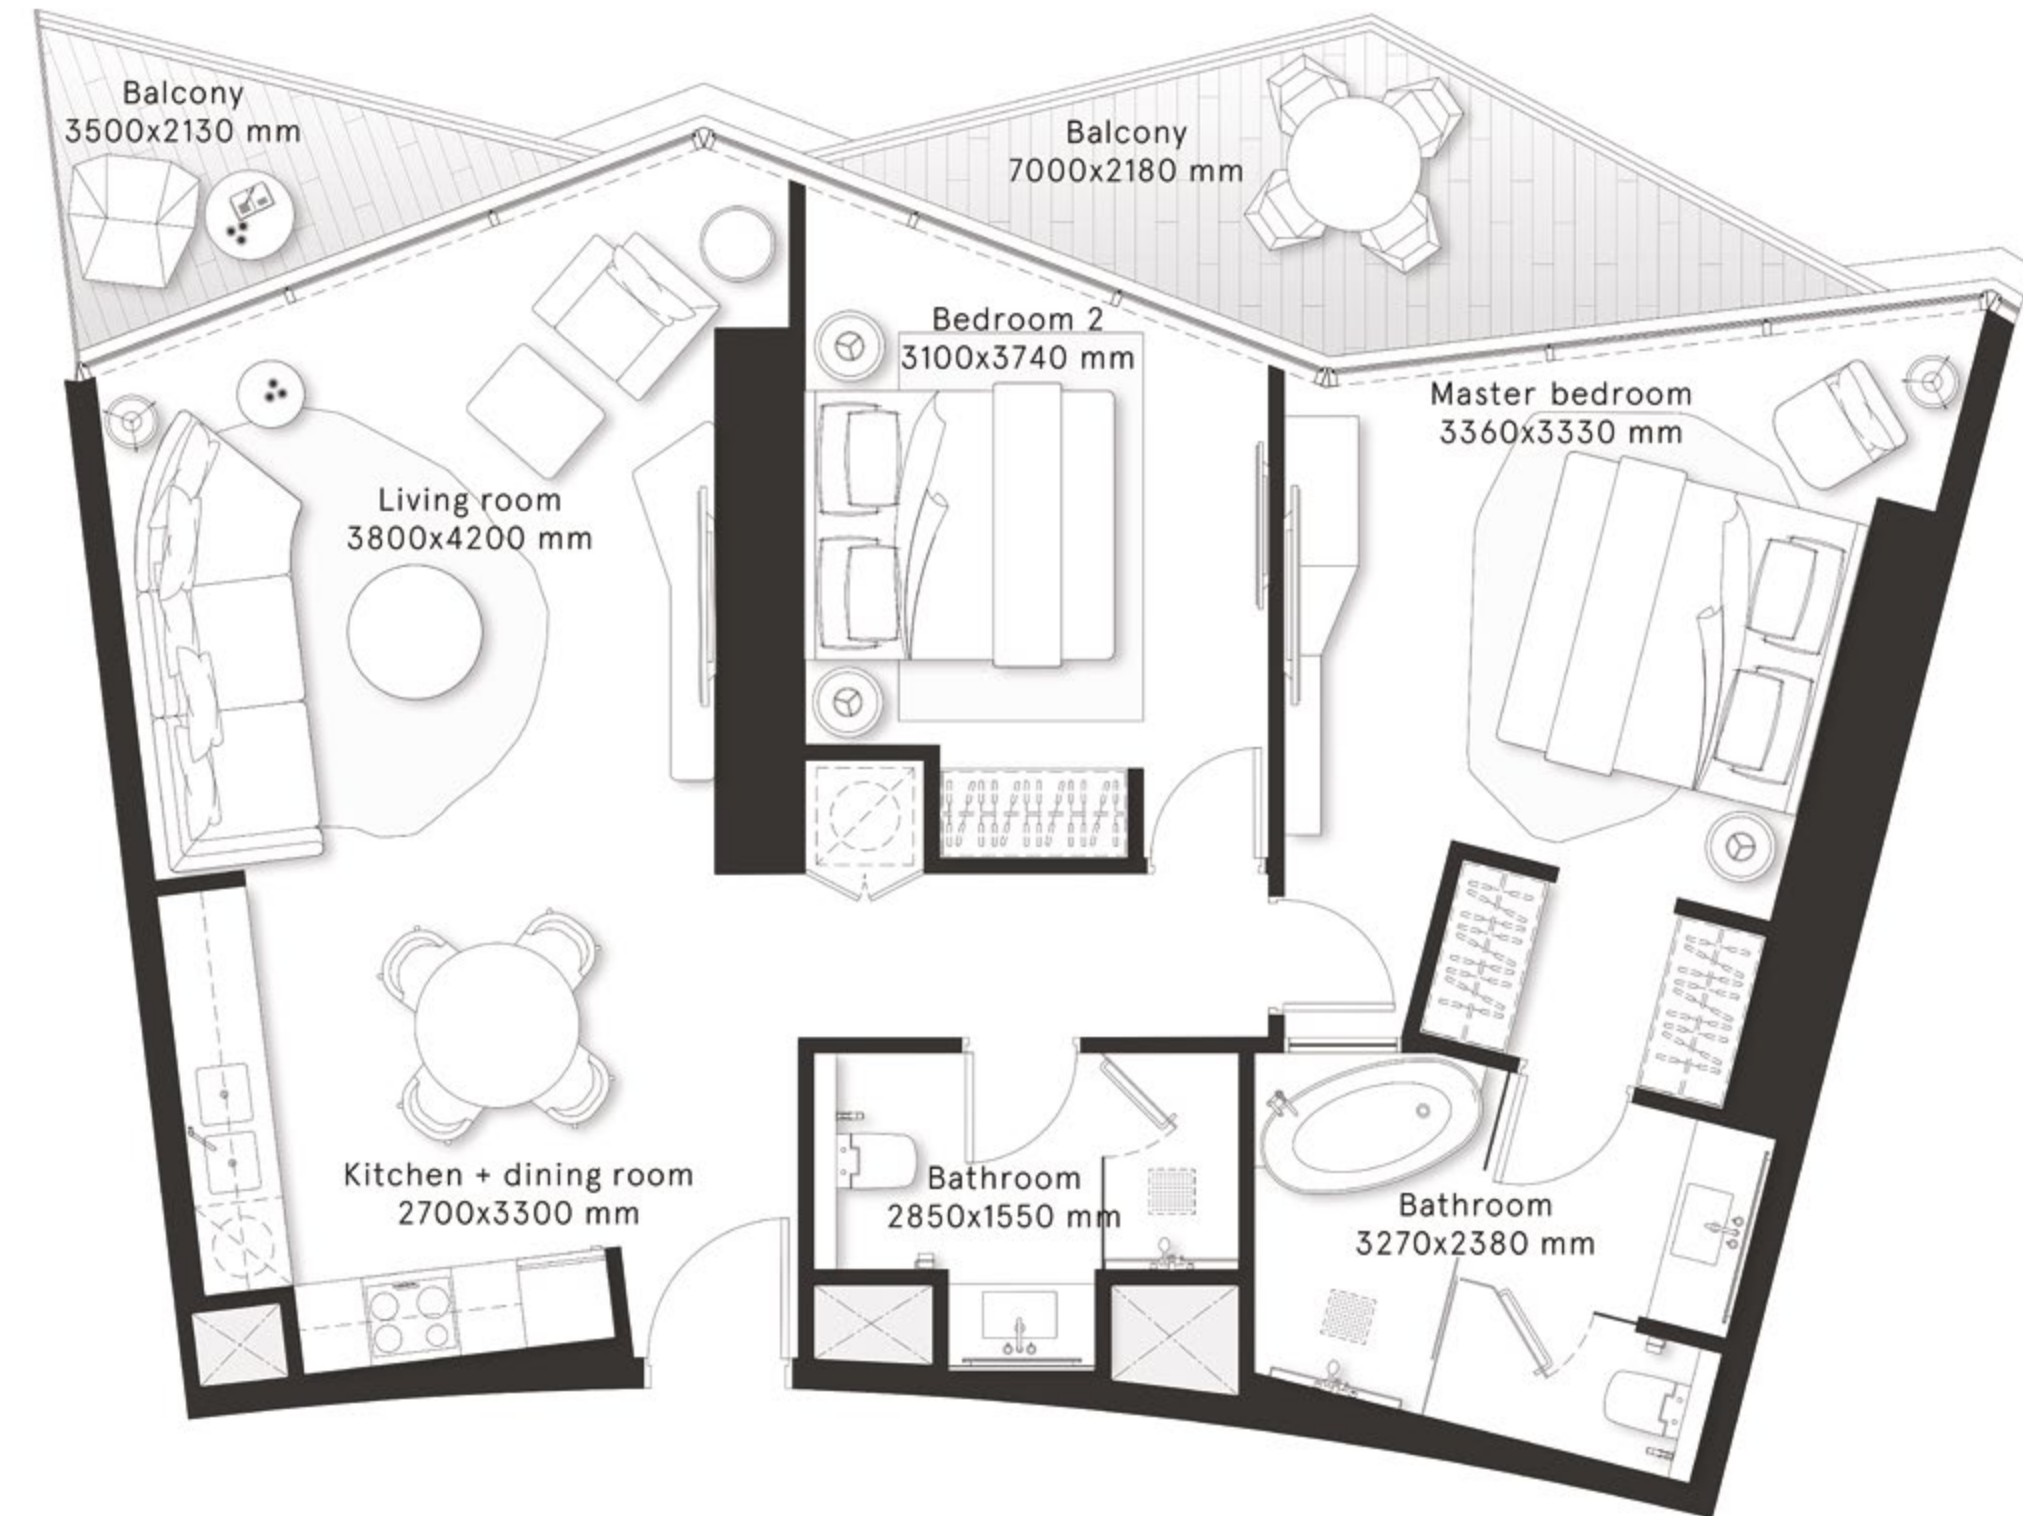 Balcony
3500x2130 mm
Balcony
7000x2180 mm
Bedroom 2
3100x3740 mm
Master bedroom
3360x3330 mm
Living room
3800x4200 mm
Kitchen + dining room
2700x3300 mm
Bathroom
2850x1550 mm
Bathroom
3270x2380 mm